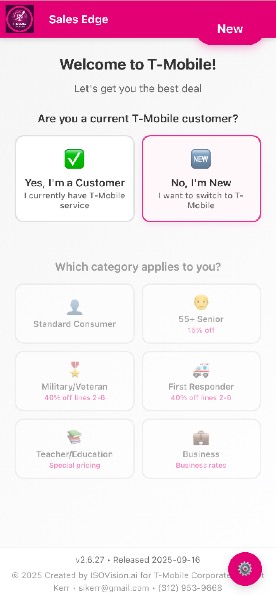 Sales Edge
New
Welcome to T-Mobile!
Let's get you the best deal
Are you a current T-Mobile customer?
Yes, I'm a Customer
I currently have T-Mobile
service
NEW
No, I'm New
I want to switch to T-
Mobile
Which category applies to you?
Standard Consumer
55+ Senior
15% off
Military/Veteran
40% off lines 2-6
First Responder
40% off lines 2-6
Teacher/Education
Special pricing
Business
Business rates
v2.6.27 • Released 2025-09-16
© 2025 Created by ISOVision.ai for T-Mobile Corporate
Kerr • sikerr@gmail.com • (612) 953-9668